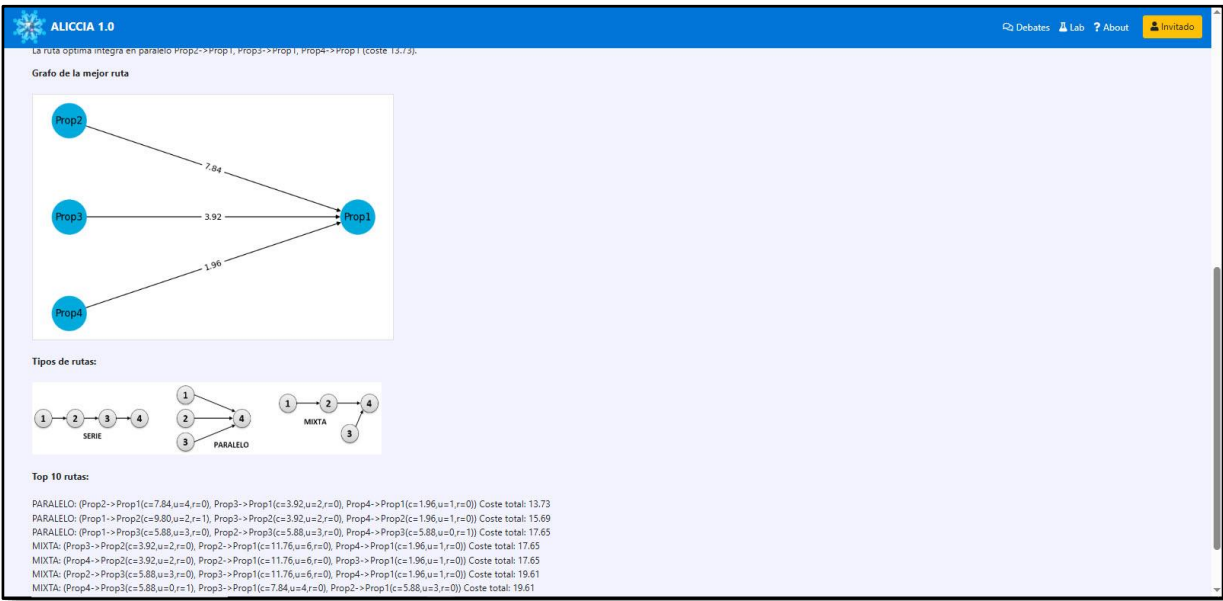 ALICCIA 1.0
Debates Lab ? About Invitado
La ruta óptima integra en paralelo Prop2->Prop1, Prop3->Prop1, Prop4->Prop1 (coste 13.73).
Grafo de la mejor ruta
Prop2
7.84
Prop3
3.92
Prop1
1.96
Prop4
Tipos de rutas:
1 2 3 4
SERIE
1
2 4
3
PARALELO
1 2 4
MIXTA
3
Top 10 rutas:
PARALELO: (Prop2->Prop1(c=7.84,u=4,r=0), Prop3->Prop1(c=3.92,u=2,r=0), Prop4->Prop1(c=1.96,u=1,r=0)) Coste total: 13.73
PARALELO: (Prop1->Prop2(c=9.80,u=2,r=1), Prop3->Prop2(c=3.92,u=2,r=0), Prop4->Prop2(c=1.96,u=1,r=0)) Coste total: 15.69
PARALELO: (Prop1->Prop3(c=5.88,u=3,r=0), Prop2->Prop3(c=5.88,u=3,r=0), Prop4->Prop3(c=5.88,u=0,r=1)) Coste total: 17.65
MIXTA: (Prop3->Prop2(c=3.92,u=2,r=0), Prop2->Prop1(c=11.76,u=6,r=0), Prop4->Prop1(c=1.96,u=1,r=0)) Coste total: 17.65
MIXTA: (Prop4->Prop2(c=3.92,u=2,r=0), Prop2->Prop1(c=11.76,u=6,r=0), Prop3->Prop1(c=1.96,u=1,r=0)) Coste total: 17.65
MIXTA: (Prop2->Prop3(c=5.88,u=3,r=0), Prop3->Prop1(c=11.76,u=6,r=0), Prop4->Prop1(c=1.96,u=1,r=0)) Coste total: 19.61
MIXTA: (Prop4->Prop3(c=5.88,u=0,r=1), Prop3->Prop1(c=7.84,u=4,r=0), Prop2->Prop1(c=5.88,u=3,r=0)) Coste total: 19.61